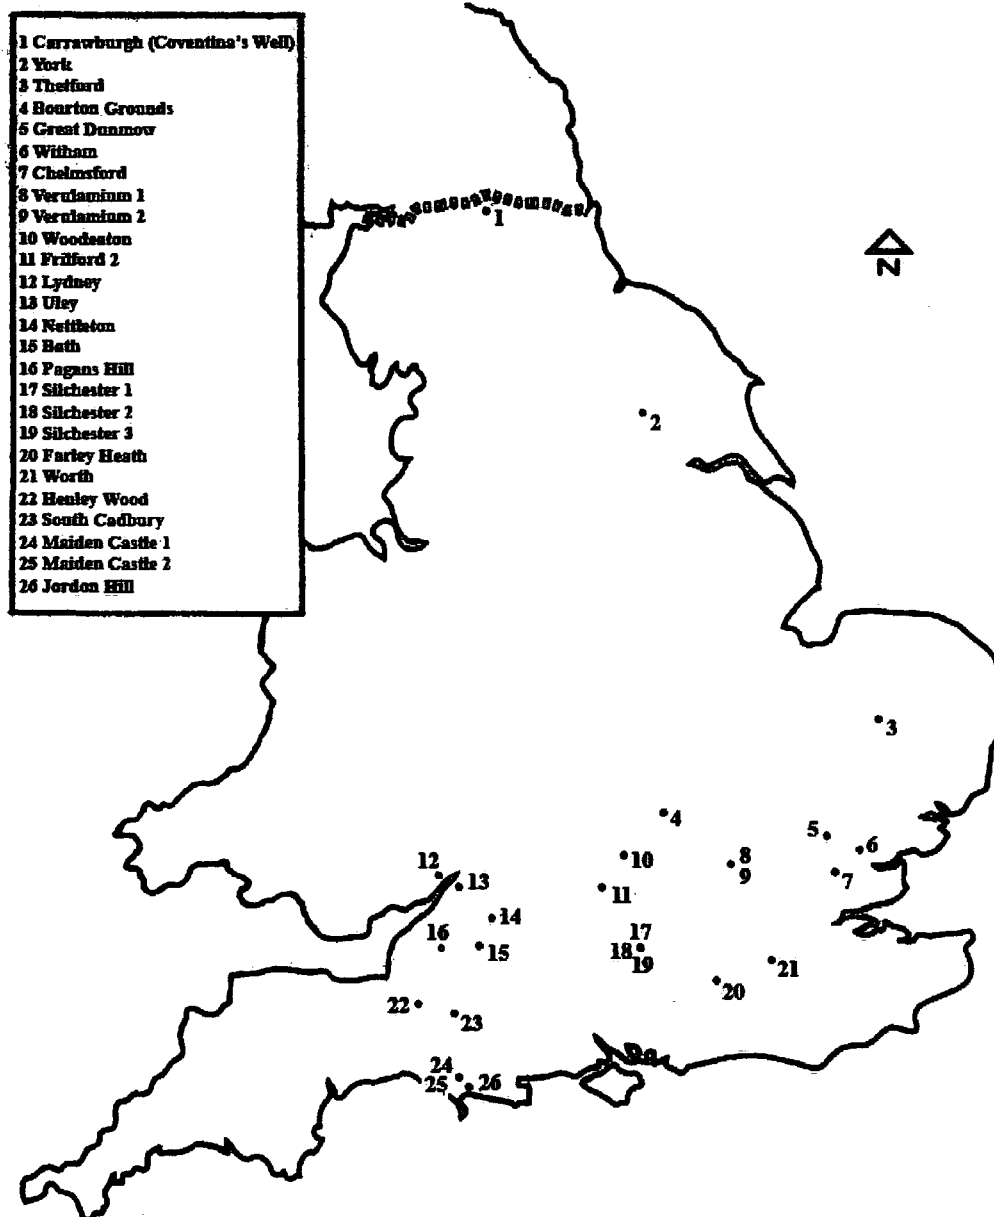 1 Carrawburgh (Coventina's Well)
2 York
3 Thetford
4 Bourton Grounds
5 Great Dunmow
6 Witham
7 Chelmsford
8 Verulamium 1
9 Verulamium 2
10 Woodeaton
11 Frilford 2
12 Lydney
13 Uley
14 Nettleton
15 Bath
16 Pagans Hill
17 Silchester 1
18 Silchester 2
19 Silchester 3
20 Farley Heath
21 Worth
22 Henley Wood
23 South Cadbury
24 Maiden Castle 1
25 Maiden Castle 2
26 Jordon Hill
1
N
2
3
4
5
6
8
10
12
9
7
13
11
14
16
17
15
18
19
21
20
22
23
24
25
26